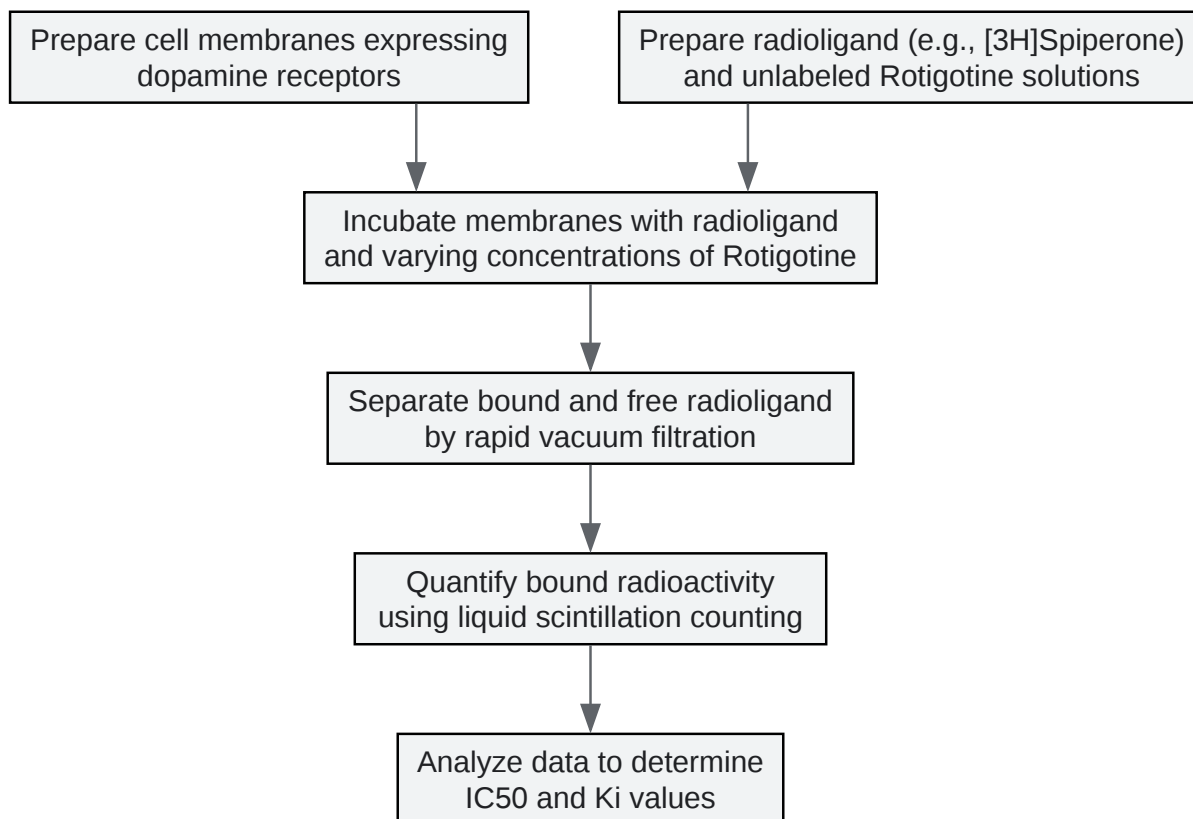 Prepare cell membranes expressing
dopamine receptors
Prepare radioligand (e.g., [3H]Spiperone)
and unlabeled Rotigotine solutions
Incubate membranes with radioligand
and varying concentrations of Rotigotine
Separate bound and free radioligand
by rapid vacuum filtration
Quantify bound radioactivity
using liquid scintillation counting
Analyze data to determine
IC50 and Ki values